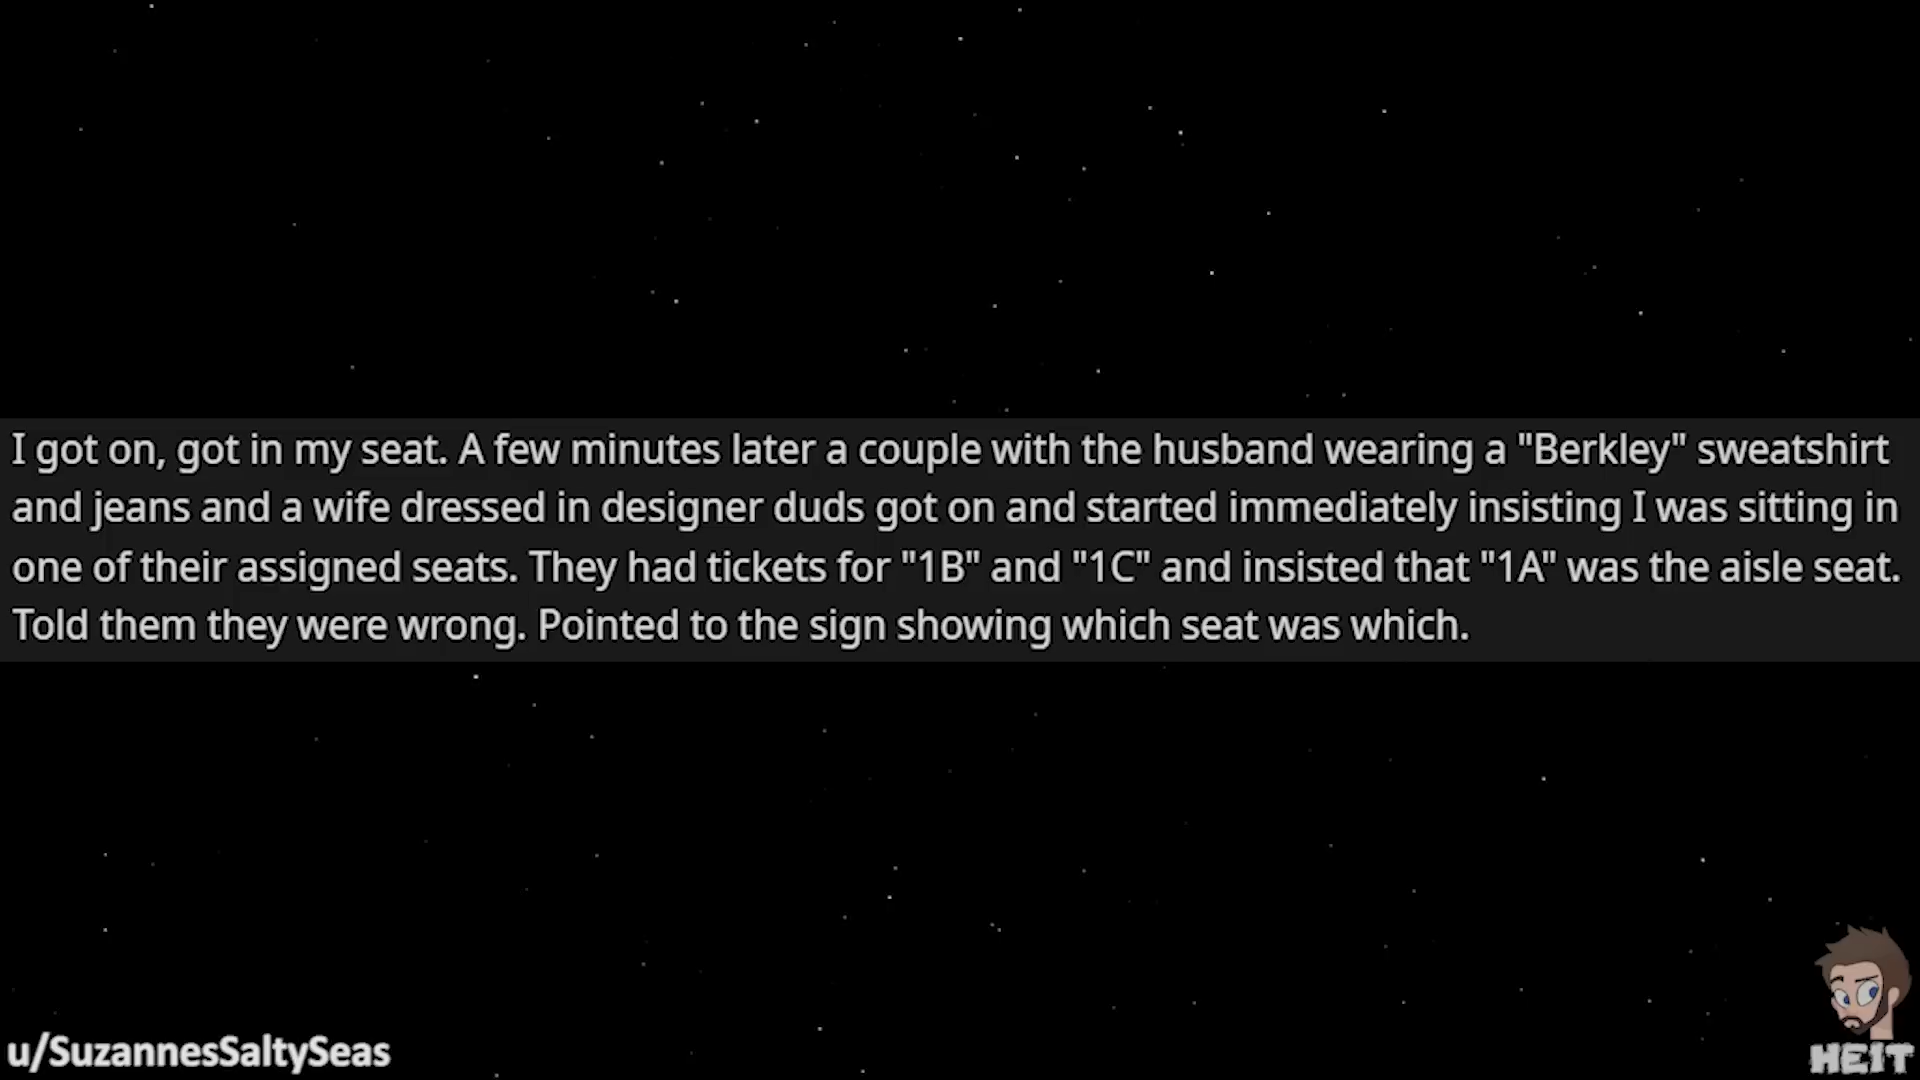 I got on, got in my seat. A few minutes later a couple with the husband wearing a "Berkley" sweatshirt
and jeans and a wife dressed in designer duds got on and started immediately insisting I was sitting in
one of their assigned seats. They had tickets for "1B" and "1C" and insisted that "1A" was the aisle seat.
Told them they were wrong. Pointed to the sign showing which seat was which.
u/SuzannesSaltySeas
HEIT